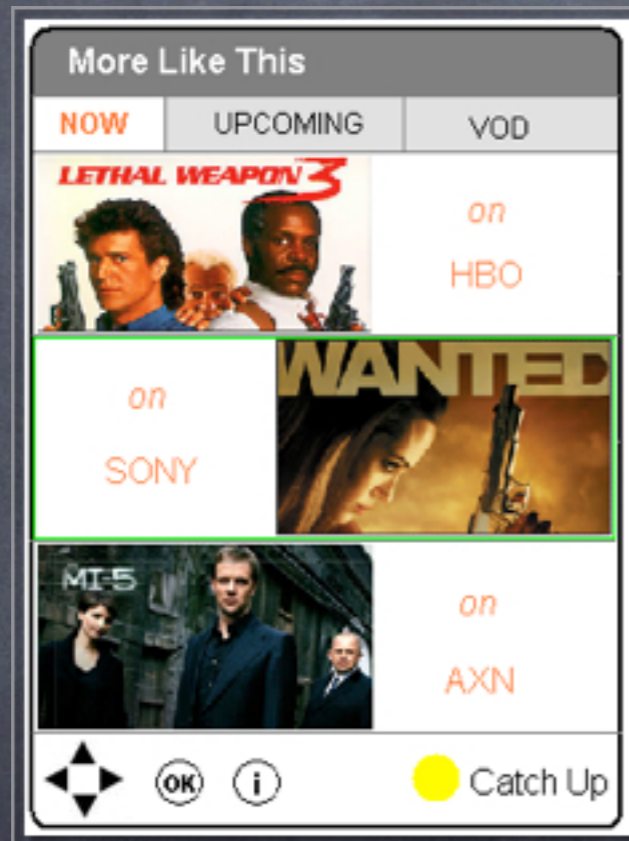 More Like This
NOW UPCOMING VOD
LETHAL WEAPON 3
on
HBO
WANTED
on
SONY
MI-5
on
AXN
OK i Catch Up